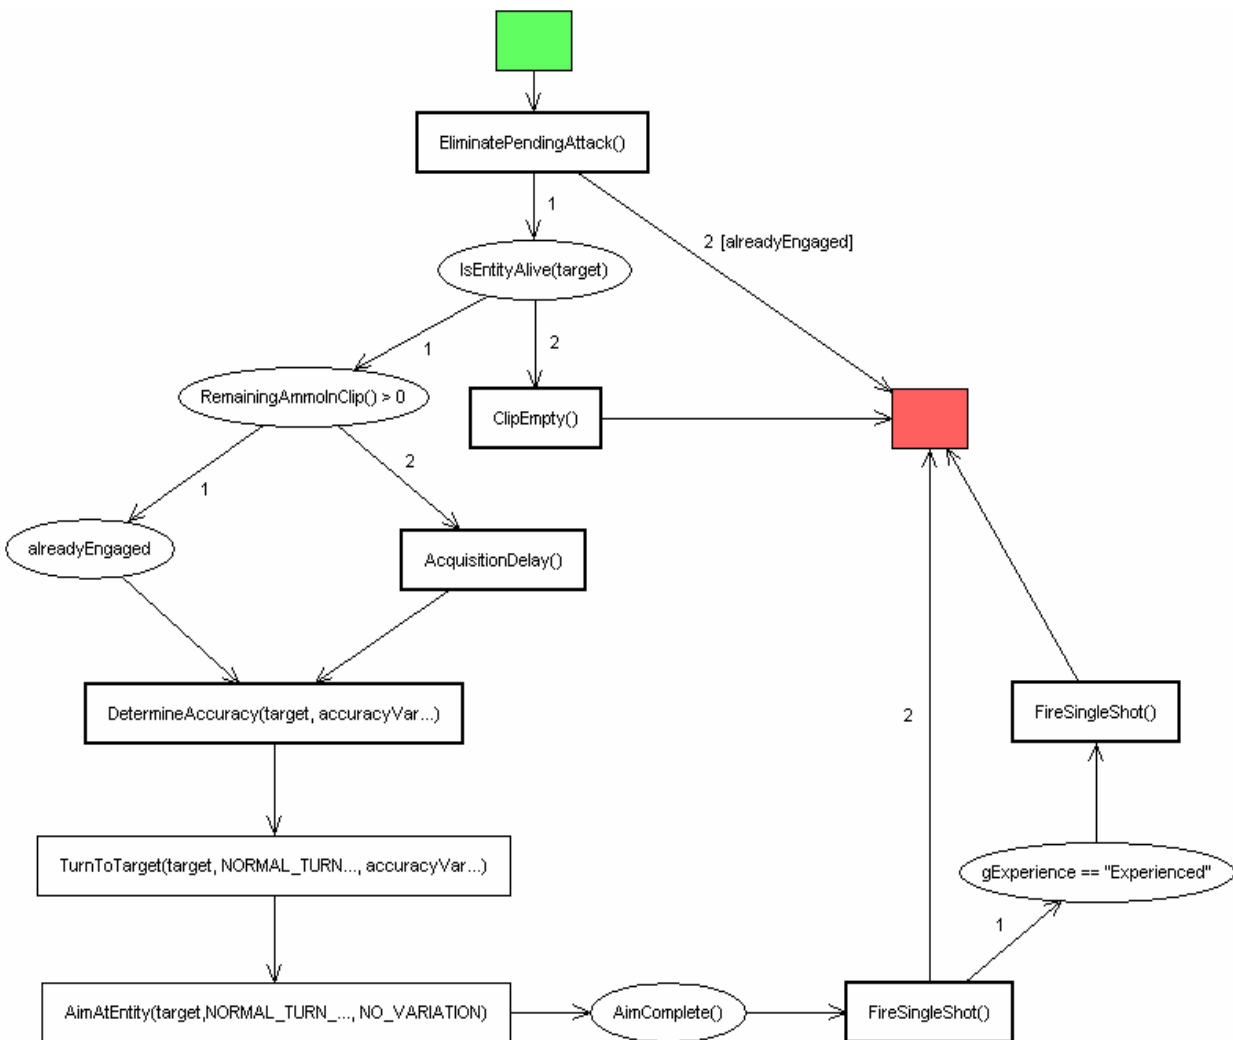 EliminatePendingAttack()
1
2 [alreadyEngaged]
IsEntityAlive(target)
1
2
RemainingAmmoInClip() > 0
ClipEmpty()
1
2
alreadyEngaged
AcquisitionDelay()
DetermineAccuracy(target, accuracyVar...)
2
FireSingleShot()
TurnToTarget(target, NORMAL_TURN..., accuracyVar...)
gExperience == "Experienced"
1
AimAtEntity(target,NORMAL_TURN_..., NO_VARIATION)
AimComplete()
FireSingleShot()